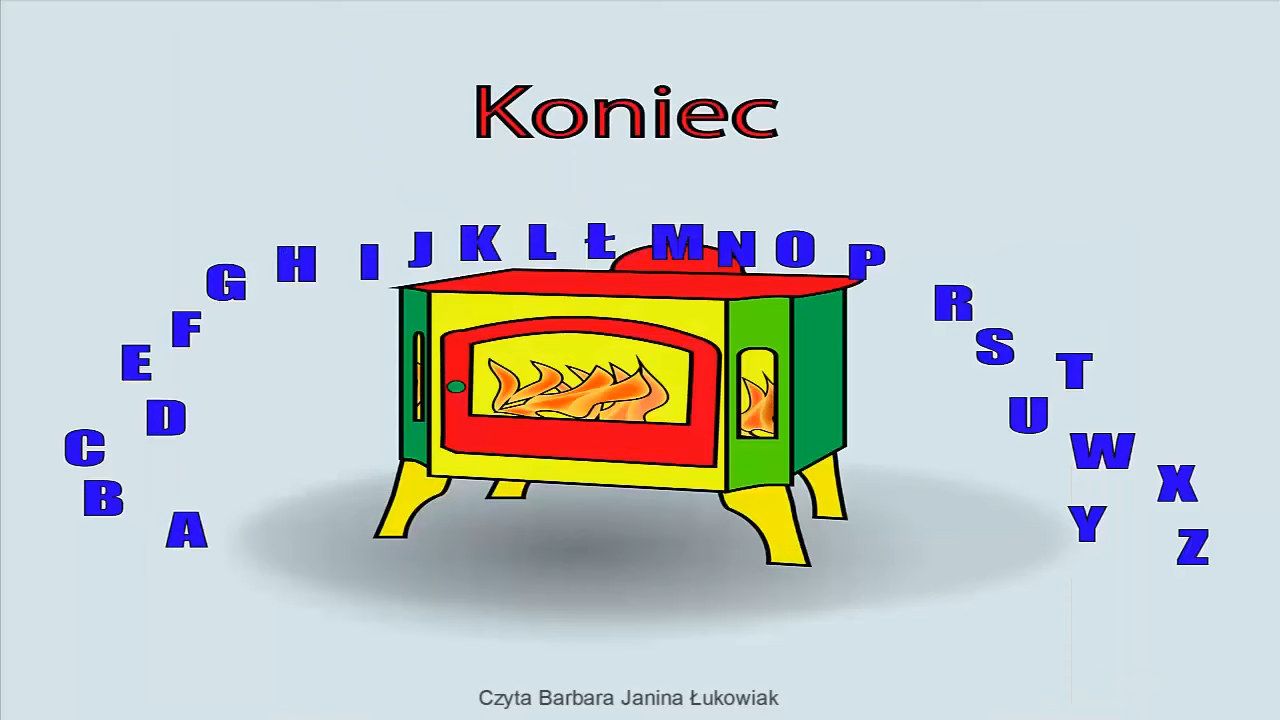 Koniec
A B C D E F G H I J K L Ł M N O P R S T U W X Y Z
Czyta Barbara Janina Łukowiak